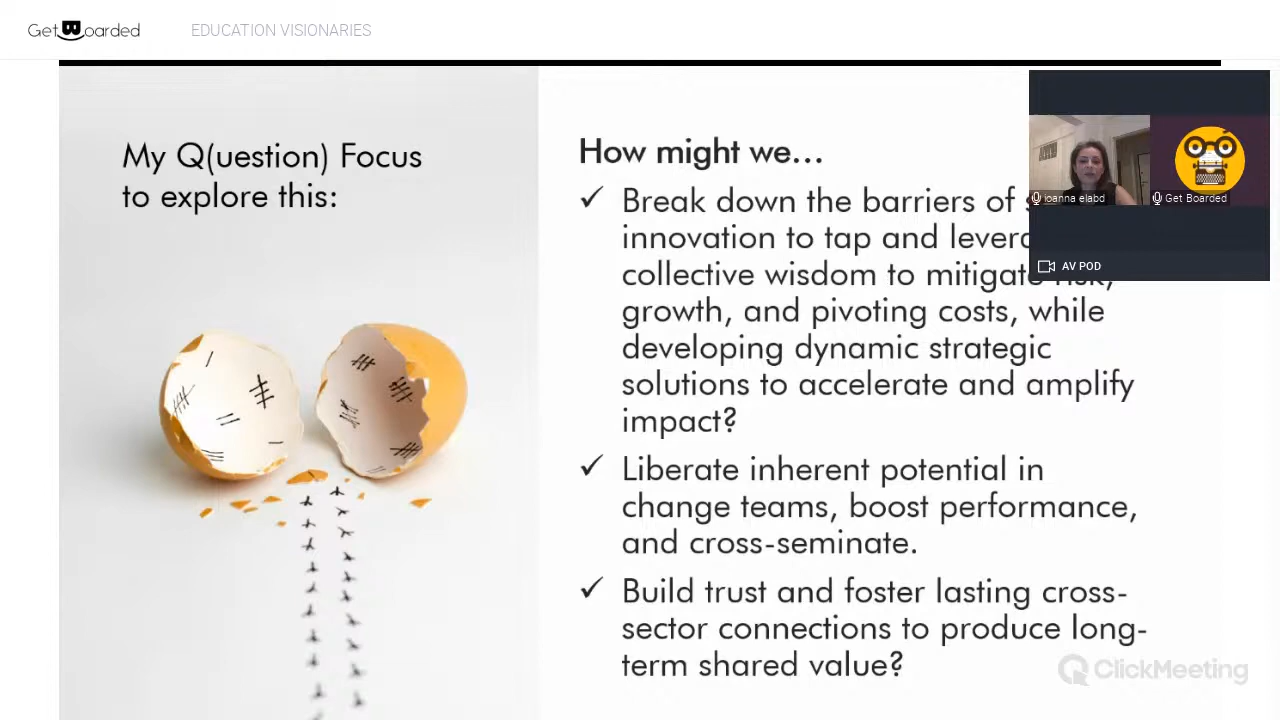 GetBoarded
EDUCATION VISIONARIES
My Q(uestion) Focus
to explore this:
How might we...
✓ Break down the barriers of
innovation to tap and
collective wisdom to mitigate risk,
growth, and pivoting costs, while
developing dynamic strategic
solutions to accelerate and amplify
impact?
✓ Liberate inherent potential in
change teams, boost performance,
and cross-seminate.
✓ Build trust and foster lasting cross-
sector connections to produce long-
term shared value?
ioanna elabd
Get Boarded
AV POD
ClickMeeting